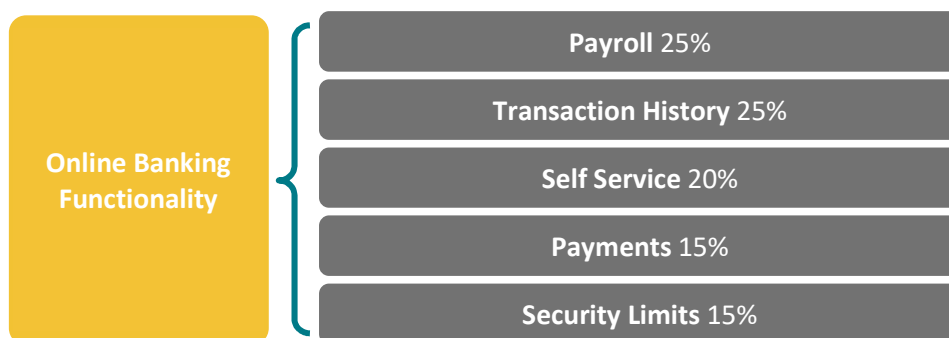 Online Banking
Functionality
Payroll 25%
Transaction History 25%
Self Service 20%
Payments 15%
Security Limits 15%